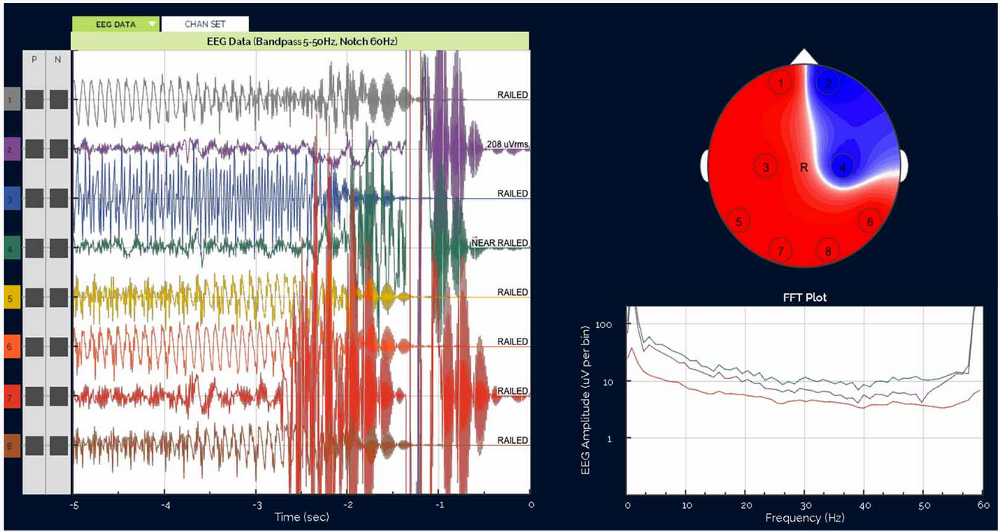 EEG DATA
CHAN SET
EEG Data (Bandpass 5-50Hz, Notch 60Hz)
P N
1 RAILED
2 208 uVrms
3 RAILED
4 NEAR RAILED
5 RAILED
6 RAILED
7 RAILED
8 RAILED
-5 -4 -3 -2 -1 0
Time (sec)
1 2
3 R 4
5 6
7 8
FFT Plot
EEG Amplitude (uV per bin)
100
10
1
0 10 20 30 40 50 60
Frequency (Hz)